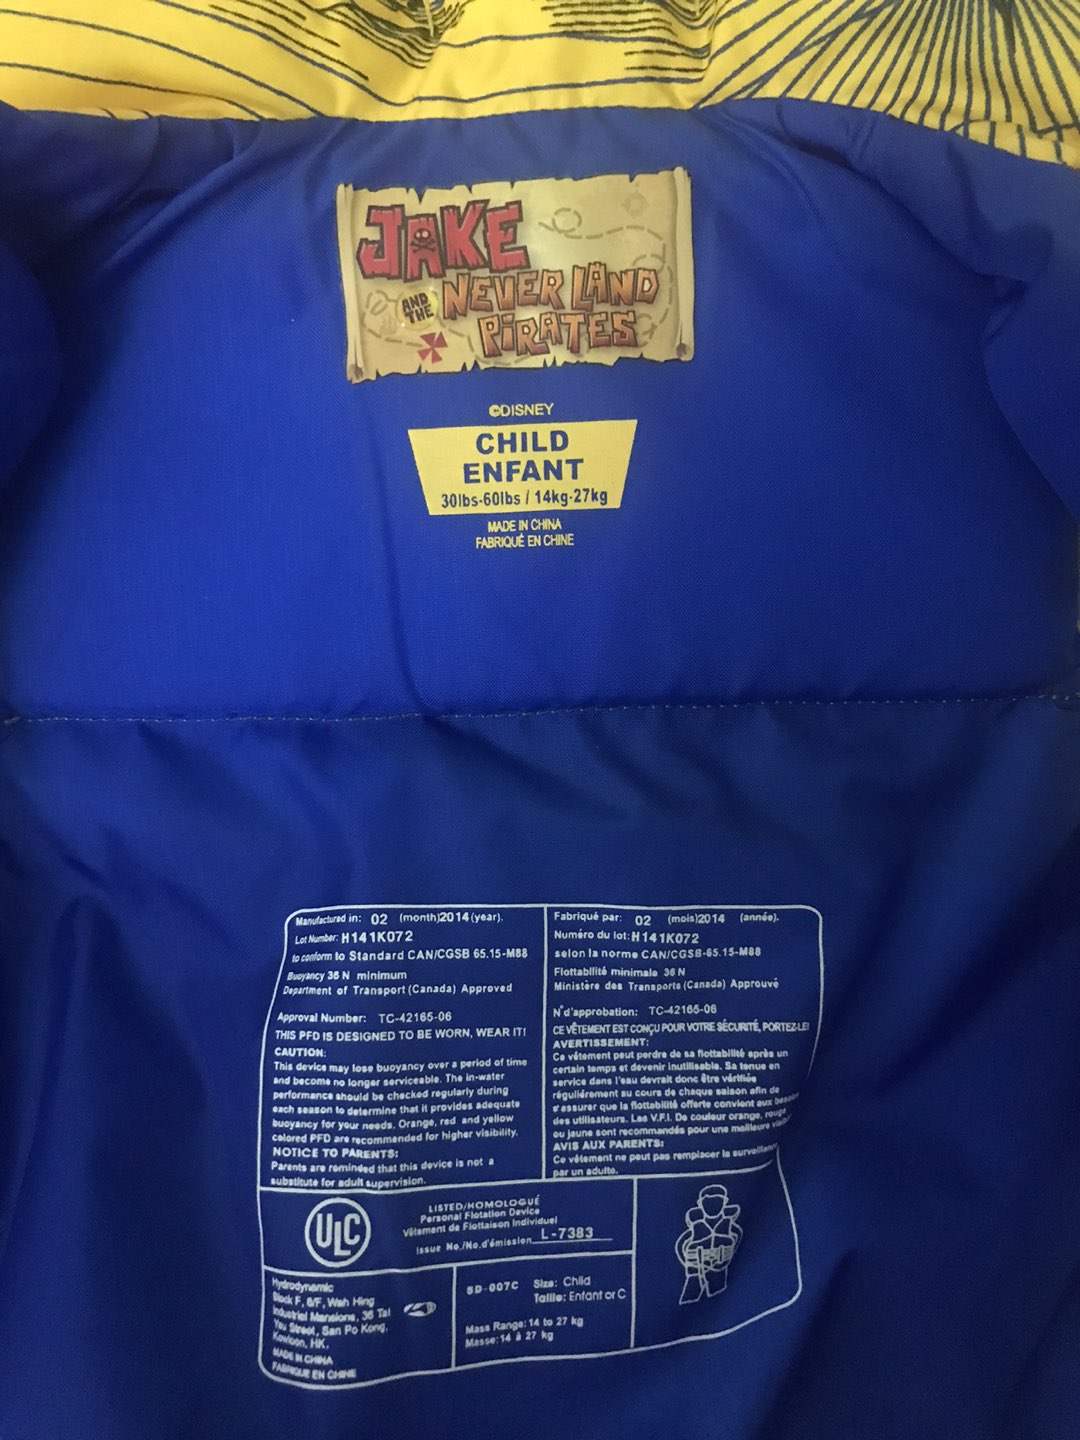 JAKE
AND THE
NEVER LAND
PIRATES
©DISNEY
CHILD
ENFANT
30lbs-60lbs / 14kg-27kg
MADE IN CHINA
FABRIQUÉ EN CHINE
Manufactured in: 02 (month)2014(year).
Lot Number: H141K072
to conform to Standard CAN/CGSB 65.15-M88
Buoyancy 36 N minimum
Department of Transport (Canada) Approved
Approval Number: TC-42165-06
THIS PFD IS DESIGNED TO BE WORN, WEAR IT!
CAUTION:
This device may lose buoyancy over a period of time
and become no longer serviceable. The in-water
performance should be checked regularly during
each season to determine that it provides adequate
buoyancy for your needs. Orange, red and yellow
colored PFD are recommended for higher visibility.
NOTICE TO PARENTS:
Parents are reminded that this device is not a
substitute for adult supervision.
Fabriqué par: 02 (mois)2014 (année).
Numéro du lot: H141K072
selon la norme CAN/CGSB-65.15-M88
Flottabilité minimale 36 N
Ministère des Transports (Canada) Approuvé
N°d'approbation: TC-42165-06
CE VÊTEMENT EST CONÇU POUR VOTRE SÉCURITÉ, PORTEZ-LE!
AVERTISSEMENT:
Ce vêtement peut perdre de sa flottabilité après un
certain temps et devenir inutilisable. Sa tenue en
service dans l'eau devrait donc être vérifiée
régulièrement au cours de chaque saison afin de
s'assurer que la flottabilité offerte convient aux
des utilisateurs. Les V.F.I. De couleur orange, rouge
ou jaune sont recommandés pour une meilleure
AVIS AUX PARENTS:
Ce vêtement ne peut pas remplacer la
par un adulte.
ULC
LISTED/HOMOLOGUÉ
Personal Flotation Device
Vêtement de Flottaison Individuel
Issue No./No.d'émission L-7383
Hydrodynamic
Block F, 6/F, Wah Hing
Industrial Mansions, 36 Tai
Yau Street, San Po Kong,
Kowloon, HK.
MADE IN CHINA
FABRIQUE EN CHINE
SD-007C Size: Child
Taille: Enfant or C
Mass Range: 14 to 27 kg
Masse: 14 à 27 kg